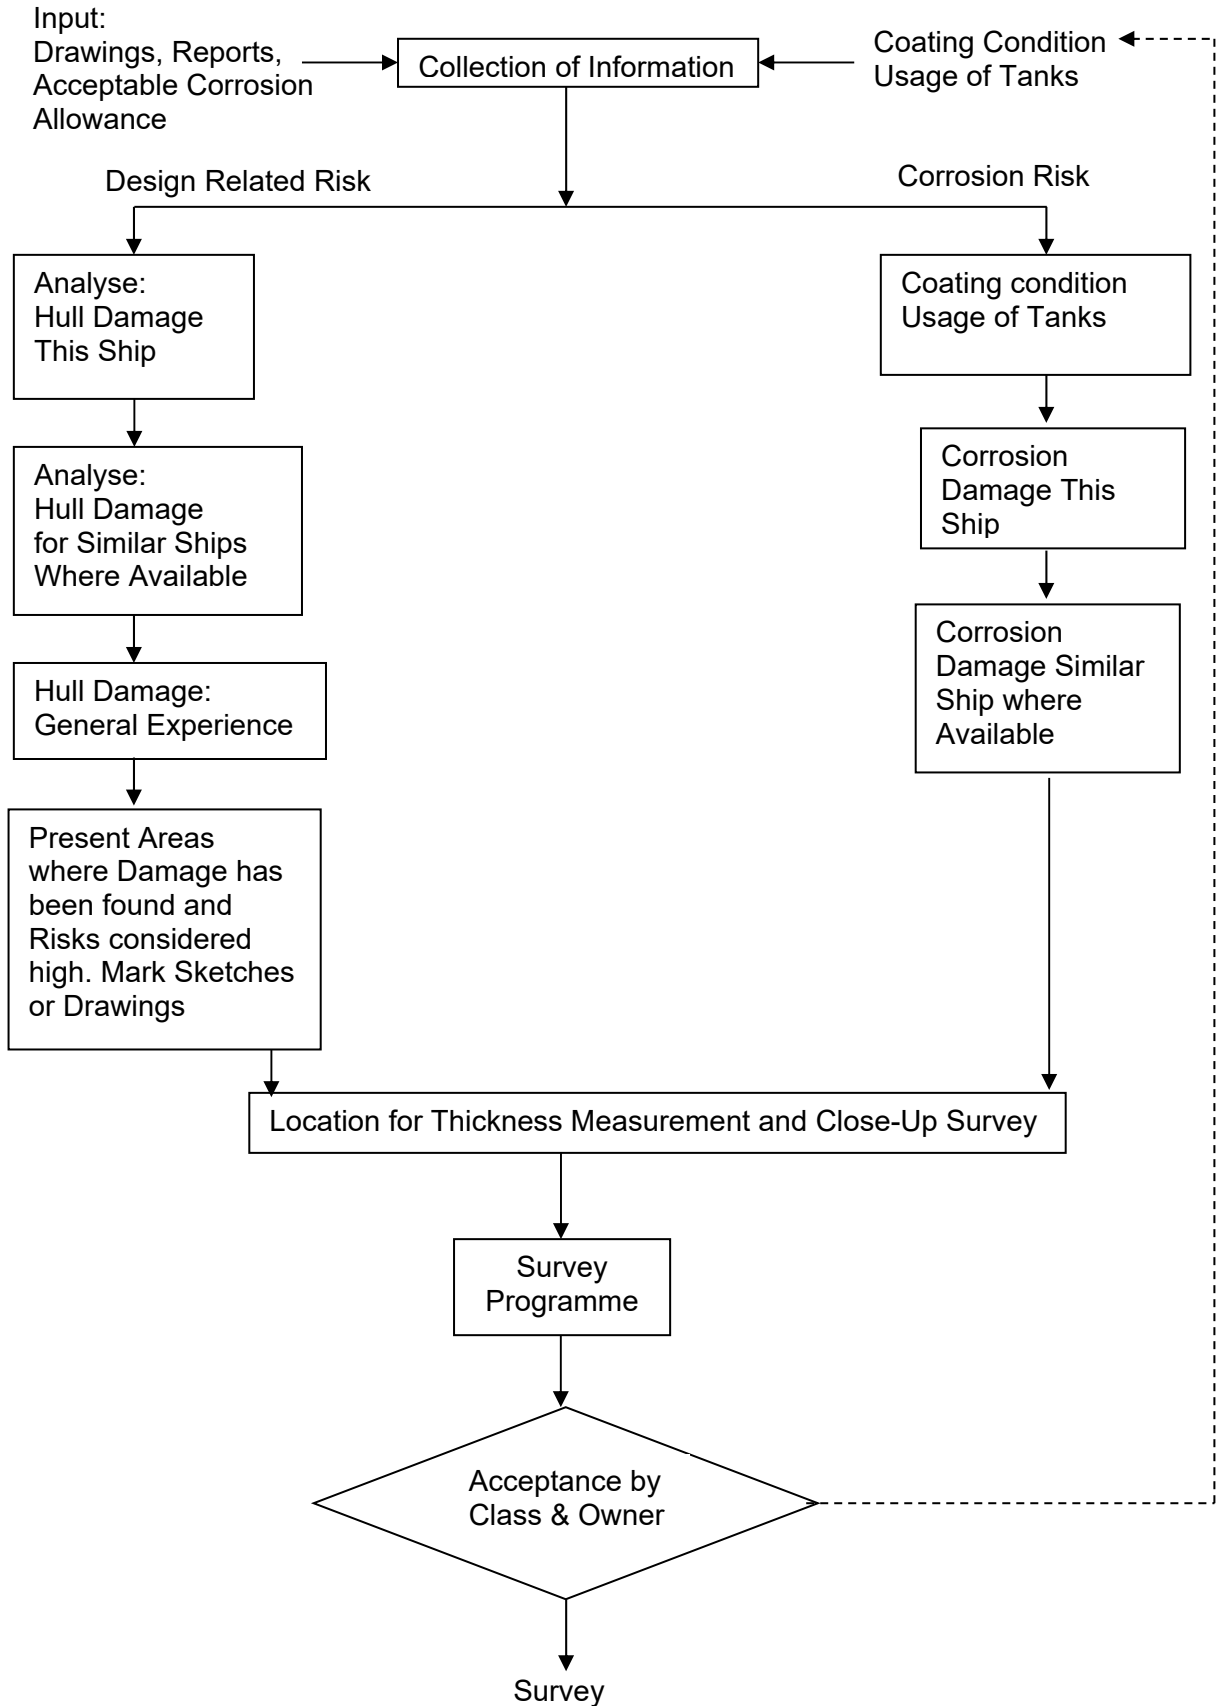 Input:
Drawings, Reports,
Acceptable Corrosion
Allowance
Collection of Information
Coating Condition
Usage of Tanks
Design Related Risk
Corrosion Risk
Analyse:
Hull Damage
This Ship
Analyse:
Hull Damage
for Similar Ships
Where Available
Hull Damage:
General Experience
Present Areas
where Damage has
been found and
Risks considered
high. Mark Sketches
or Drawings
Coating condition
Usage of Tanks
Corrosion
Damage This
Ship
Corrosion
Damage Similar
Ship where
Available
Location for Thickness Measurement and Close-Up Survey
Survey
Programme
Acceptance by
Class & Owner
Survey